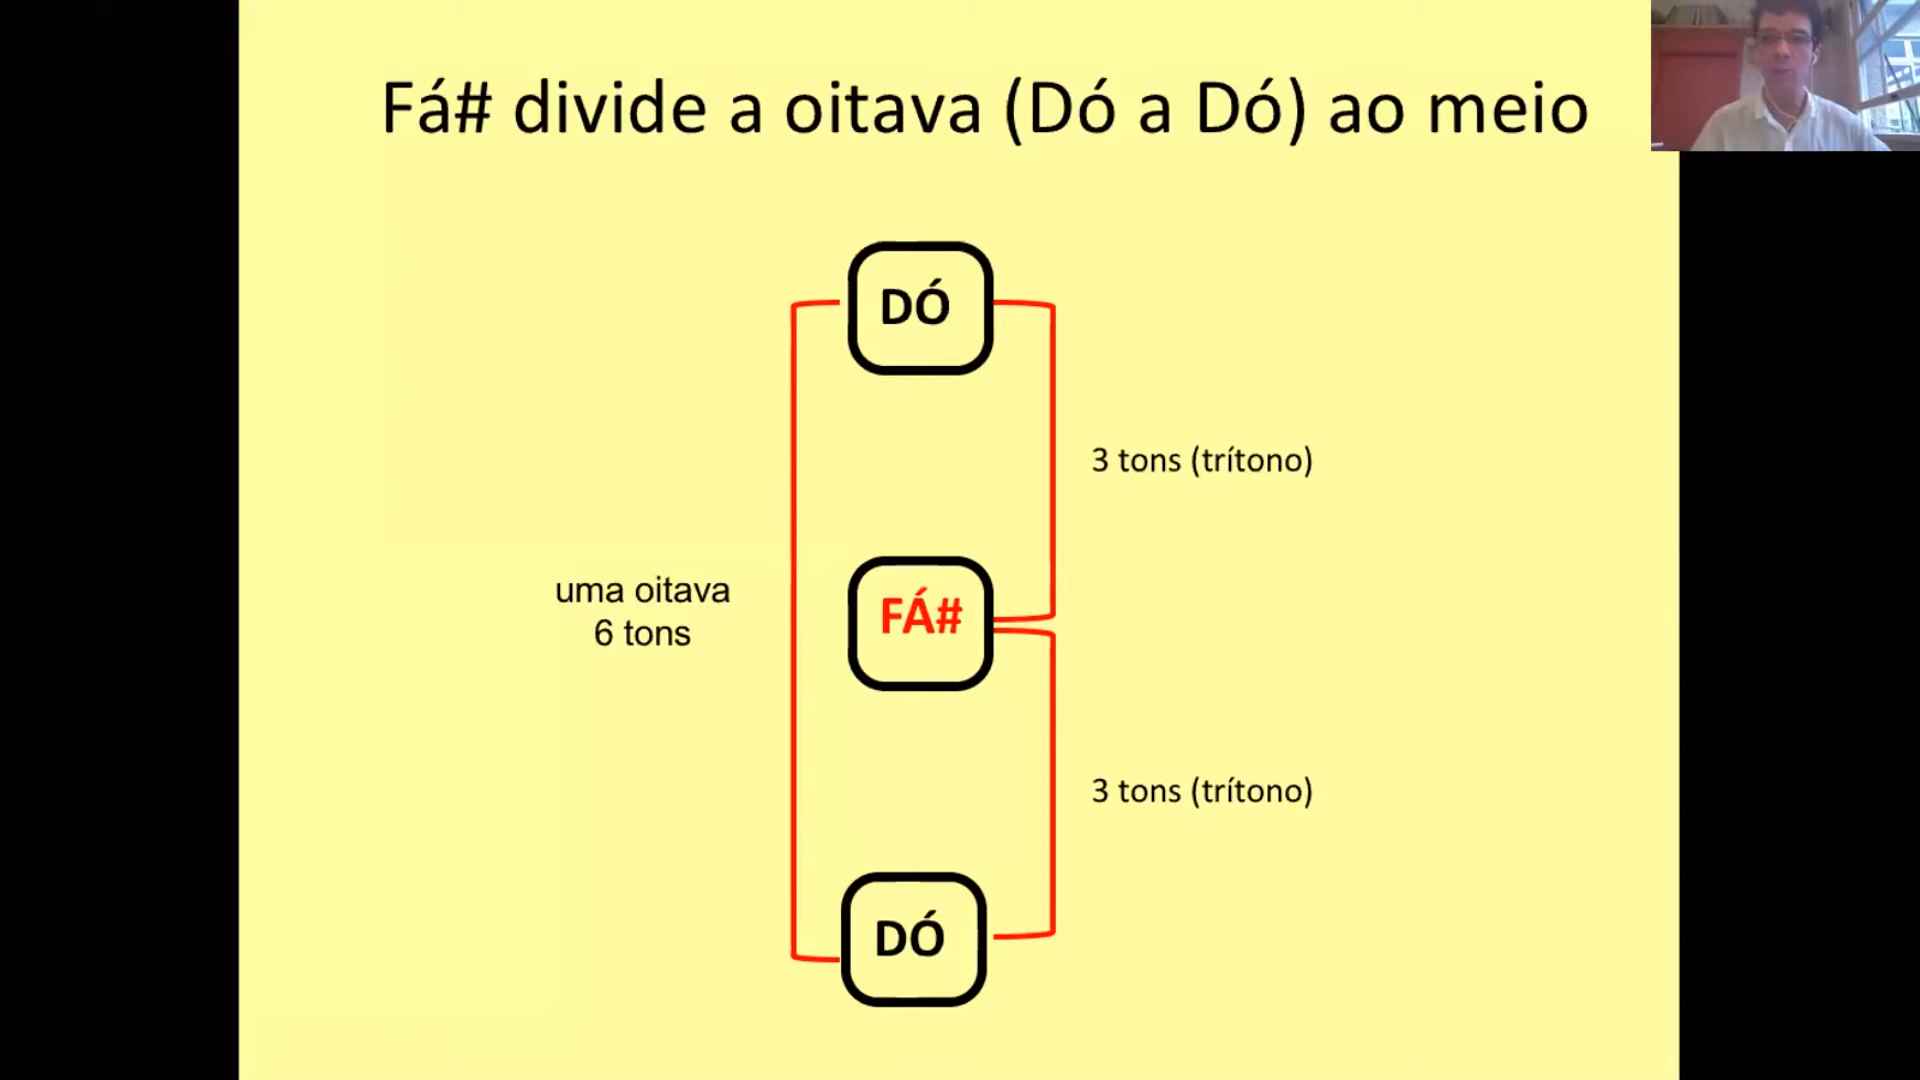 Fá# divide a oitava (Dó a Dó) ao meio
DÓ
3 tons (trítono)
uma oitava
6 tons
FÁ#
3 tons (trítono)
DÓ